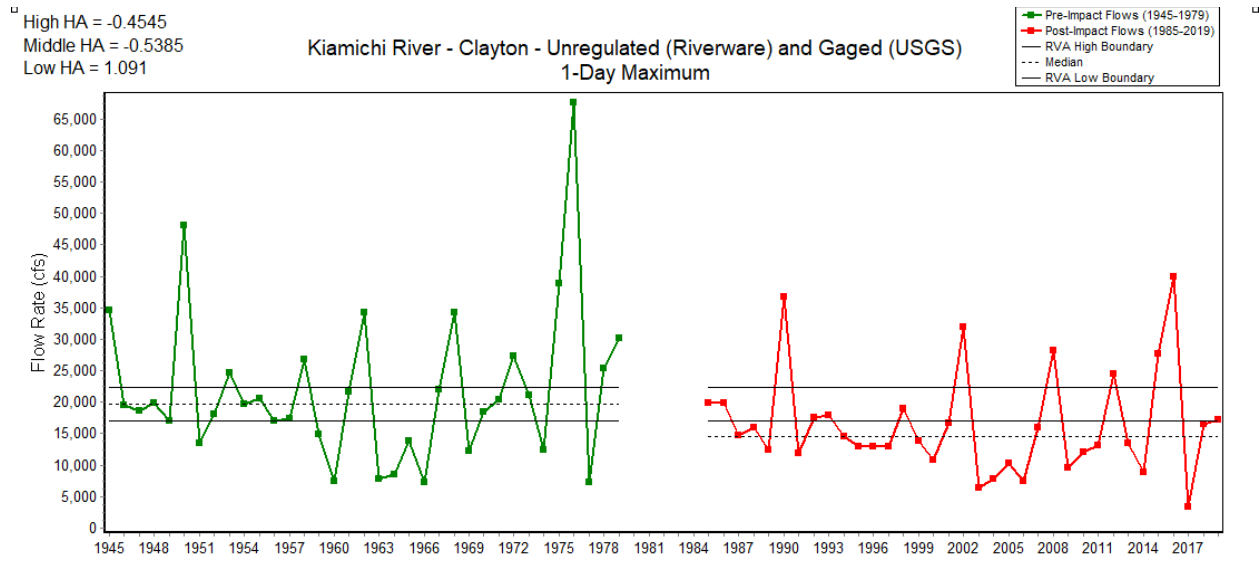 High HA = -0.4545
Middle HA = -0.5385
Low HA = 1.091
Kiamichi River - Clayton - Unregulated (Riverware) and Gaged (USGS)
1-Day Maximum
Pre-Impact Flows (1945-1979)
Post-Impact Flows (1985-2019)
RVA High Boundary
Median
RVA Low Boundary
Flow Rate (cfs)
65,000
60,000
55,000
50,000
45,000
40,000
35,000
30,000
25,000
20,000
15,000
10,000
5,000
0
1945 1948 1951 1954 1957 1960 1963 1966 1969 1972 1975 1978 1981 1984 1987 1990 1993 1996 1999 2002 2005 2008 2011 2014 2017